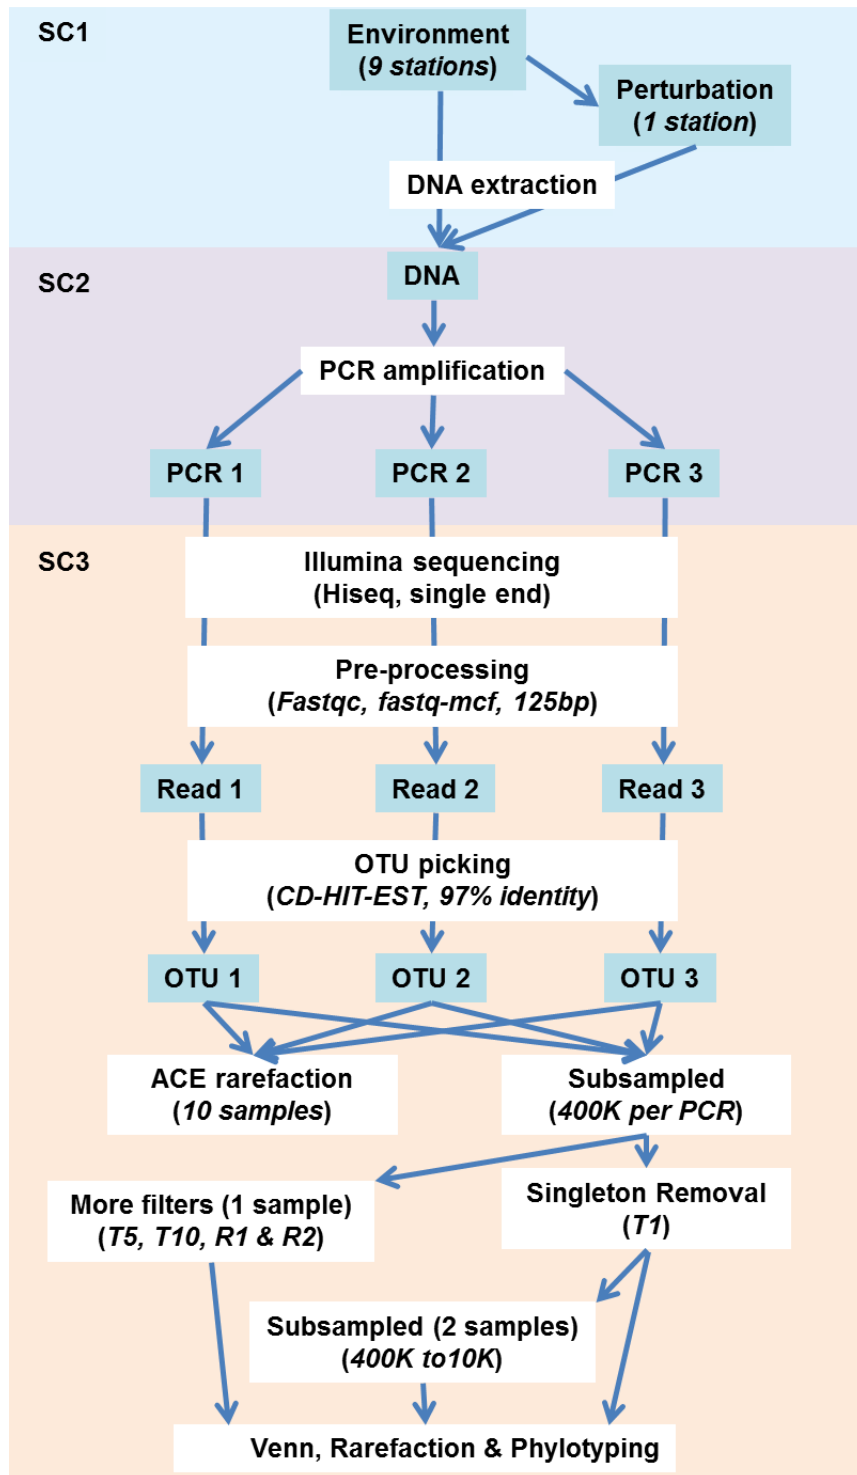 SC1
Environment
(9 stations)
Perturbation
(1 station)
DNA extraction
SC2
DNA
PCR amplification
PCR 1
PCR 2
PCR 3
SC3
Illumina sequencing
(Hiseq, single end)
Pre-processing
(Fastqc, fastq-mcf, 125bp)
Read 1
Read 2
Read 3
OTU picking
(CD-HIT-EST, 97% identity)
OTU 1
OTU 2
OTU 3
ACE rarefaction
(10 samples)
Subsampled
(400K per PCR)
More filters (1 sample)
(T5, T10, R1 & R2)
Singleton Removal
(T1)
Subsampled (2 samples)
(400K to10K)
Venn, Rarefaction & Phylotyping